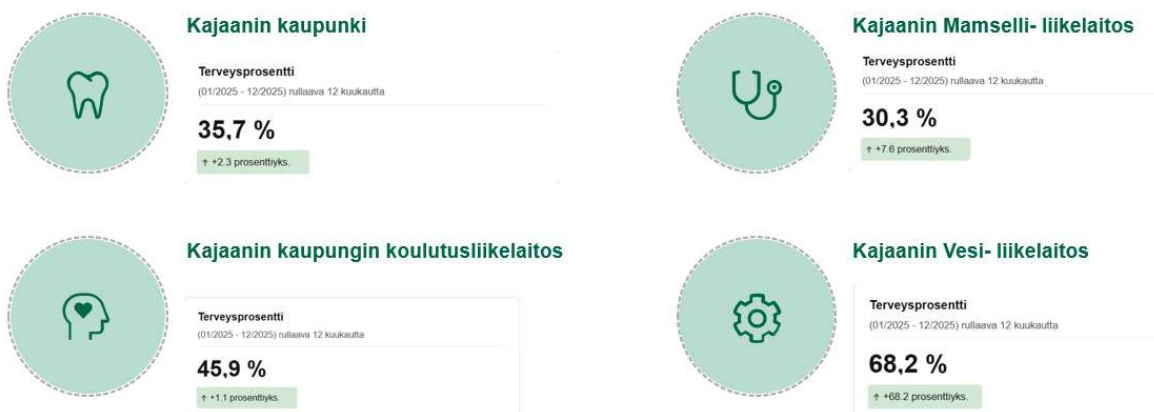 Kajaanin kaupunki
Terveysprosentti
(01/2025 - 12/2025) rullaava 12 kuukautta
35,7 %
↑ +2.3 prosenttiyks.
Kajaanin Mamselli- liikelaitos
Terveysprosentti
(01/2025 - 12/2025) rullaava 12 kuukautta
30,3 %
↑ +7.6 prosenttiyks.
Kajaanin kaupungin koulutusliikelaitos
Terveysprosentti
(01/2025 - 12/2025) rullaava 12 kuukautta
45,9 %
↑ +1.1 prosenttiyks.
Kajaanin Vesi- liikelaitos
Terveysprosentti
(01/2025 - 12/2025) rullaava 12 kuukautta
68,2 %
↑ +68.2 prosenttiyks.